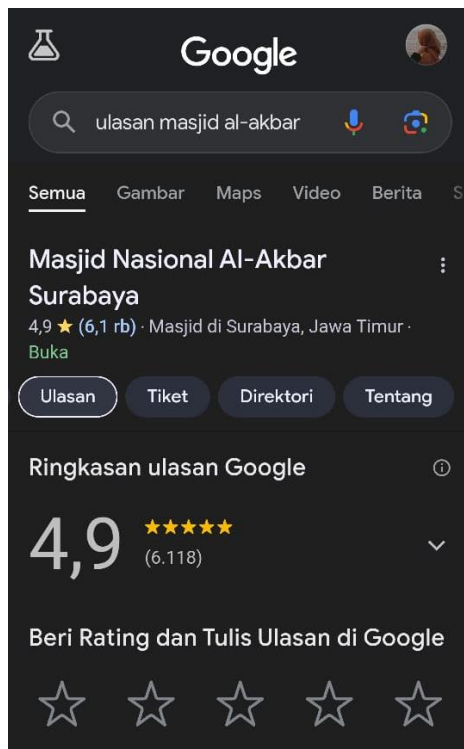 Google
ulasan masjid al-akbar
Semua Gambar Maps Video Berita S
Masjid Nasional Al-Akbar
Surabaya
4,9 ★ (6,1 rb) · Masjid di Surabaya, Jawa Timur ·
Buka
Ulasan Tiket Direktori Tentang
Ringkasan ulasan Google
4,9
(6.118)
Beri Rating dan Tulis Ulasan di Google